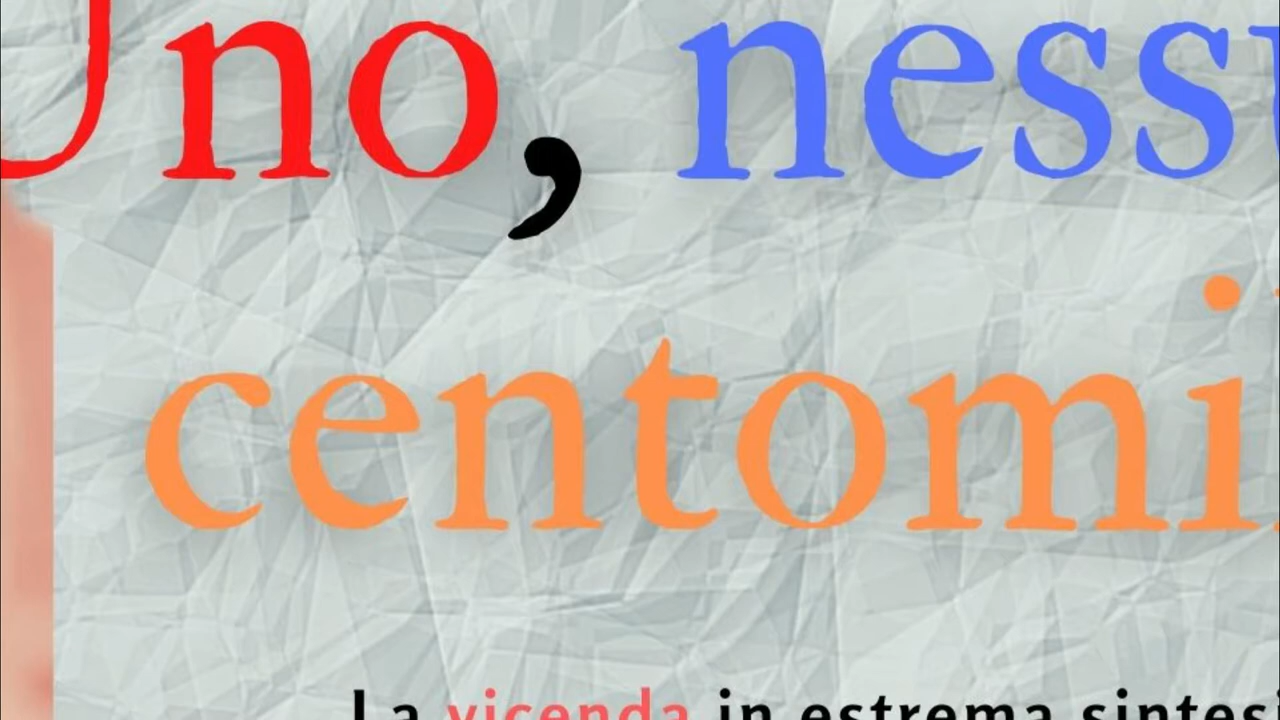 Uno, nessu
centomi
La vicenda in estrema sintesi